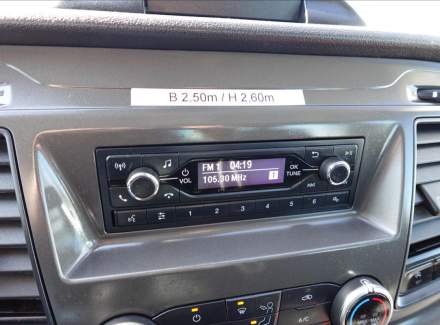 B 2.50m / H 2.60m
FM 1 04:19
105.30 MHz 1
VOL
OK
TUNE
1 2 3 4 5 6
A/C